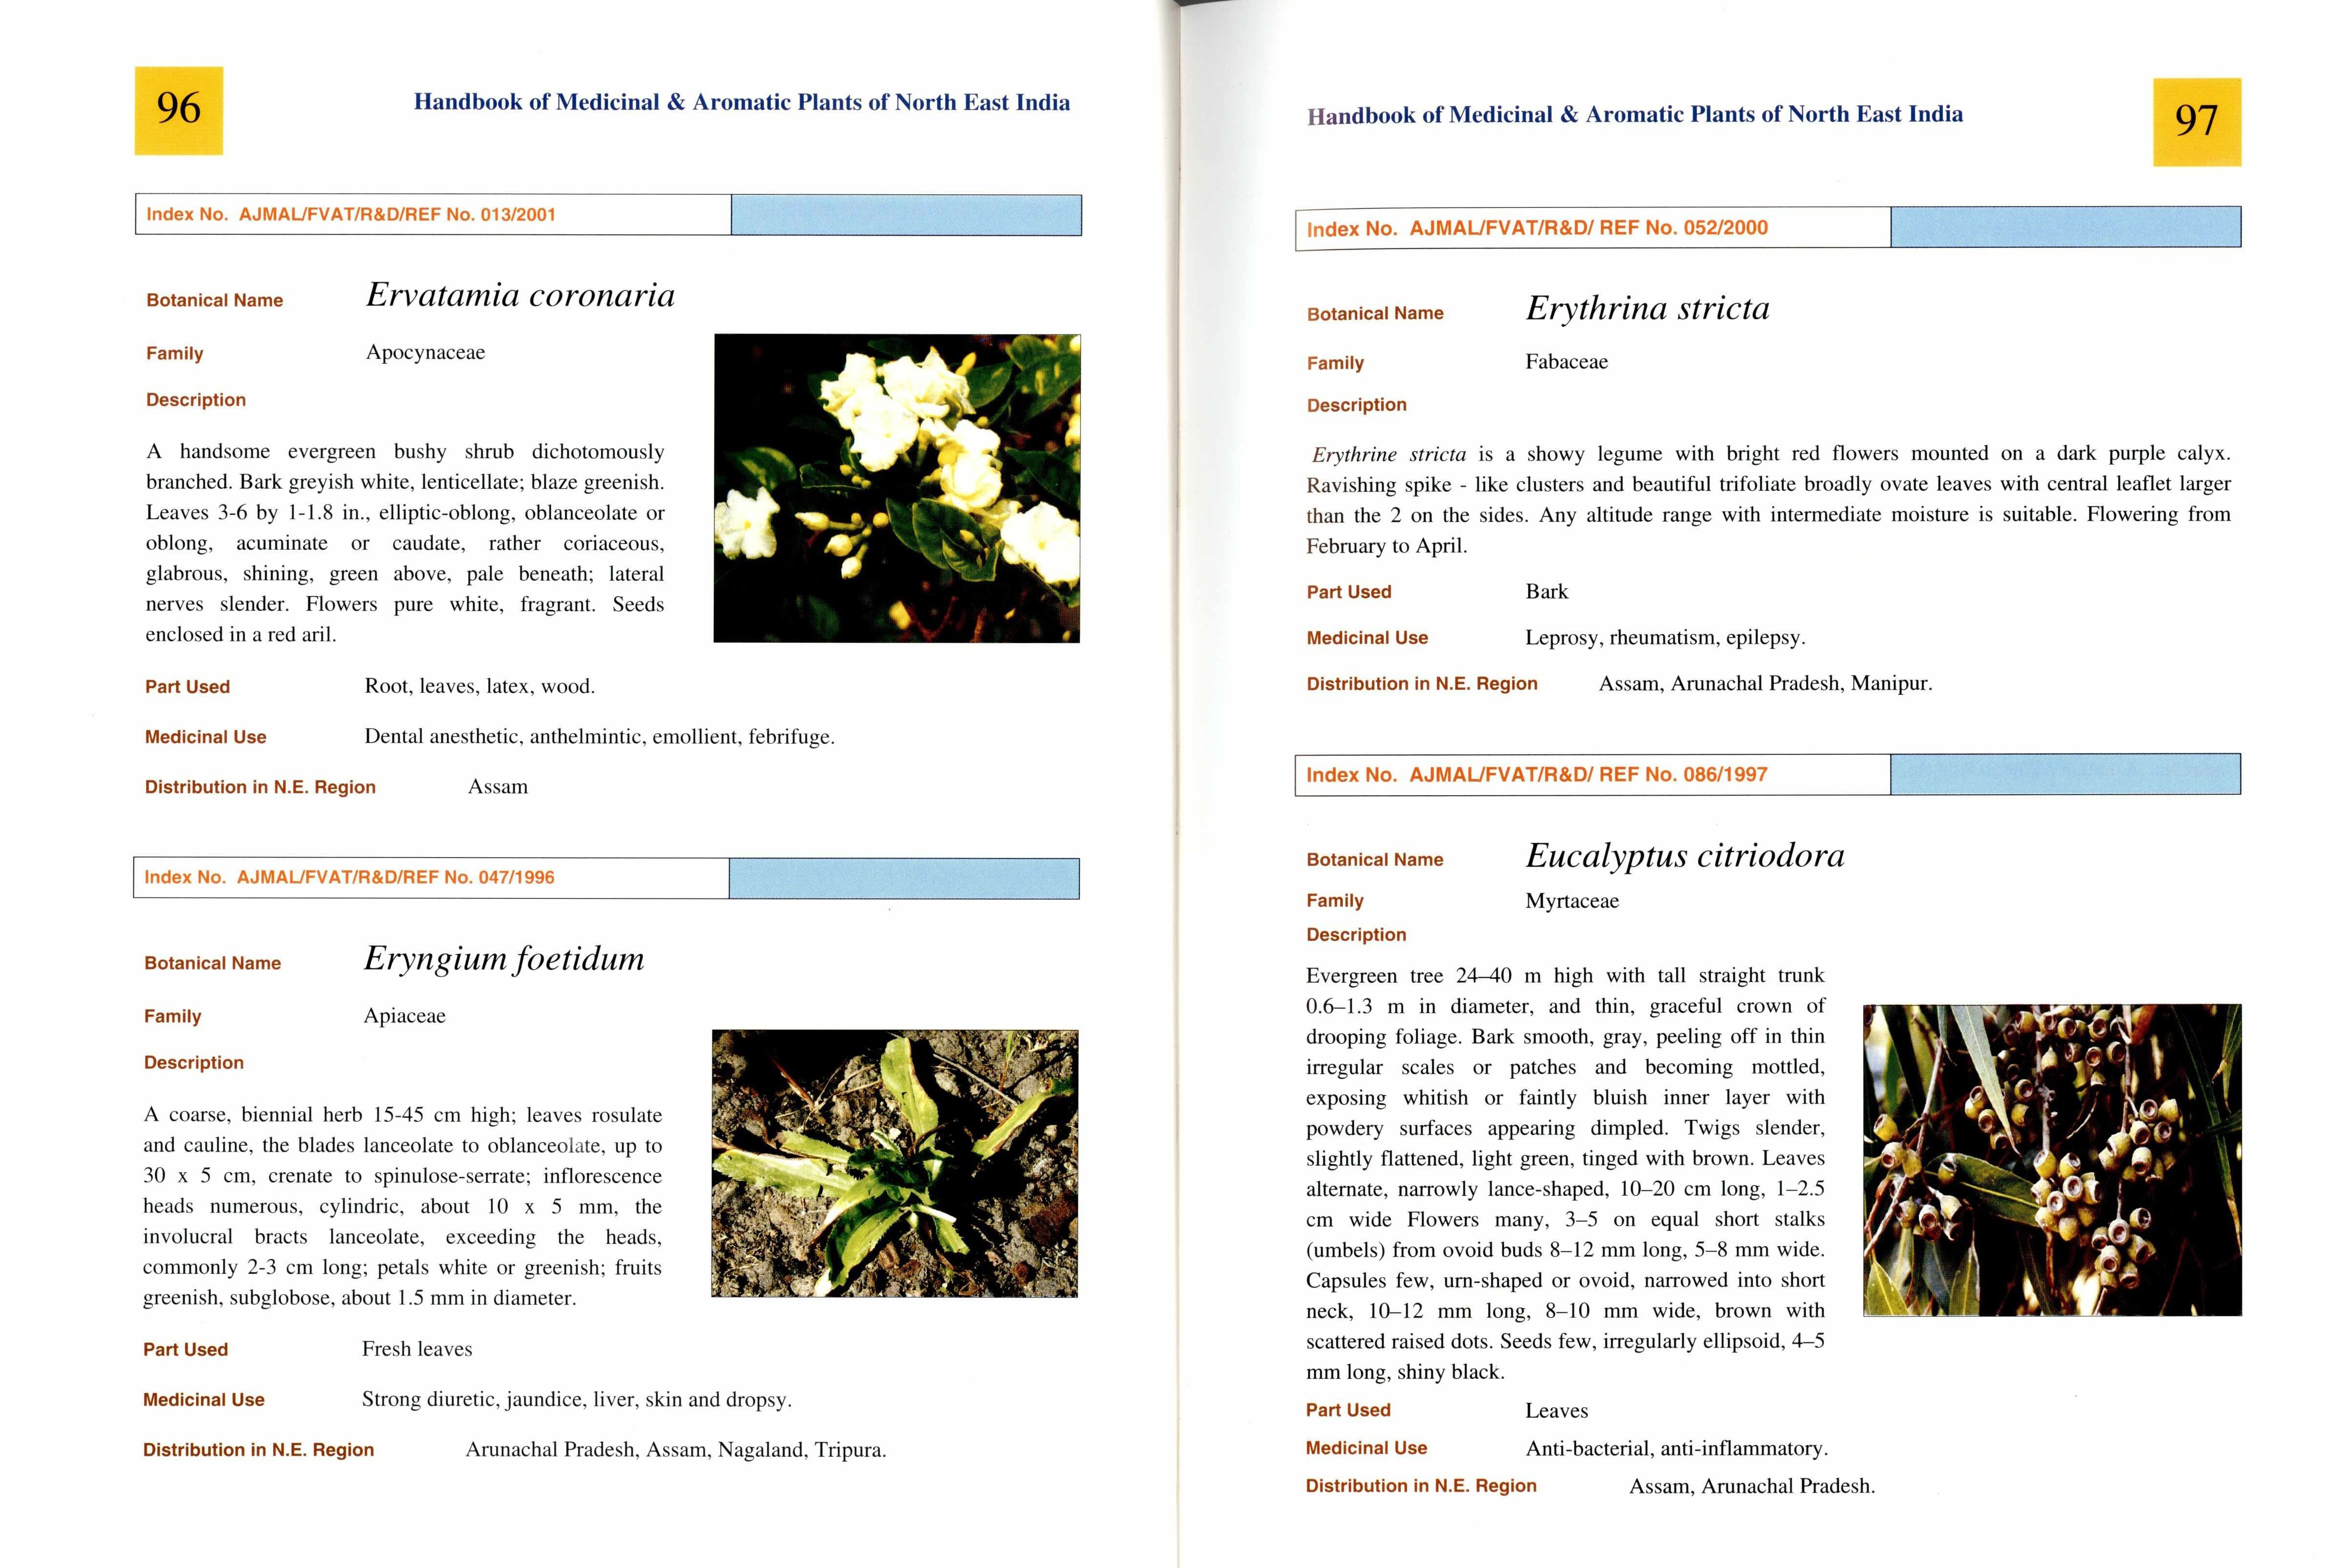 96
Handbook of Medicinal & Aromatic Plants of North East India
Index No. AJMAL/FVAT/R&D/REF No. 013/2001
Botanical Name Ervatamia coronaria
Family Apocynaceae
Description
A handsome evergreen bushy shrub dichotomously
branched. Bark greyish white, lenticellate; blaze greenish.
Leaves 3-6 by 1-1.8 in., elliptic-oblong, oblanceolate or
oblong, acuminate or caudate, rather coriaceous,
glabrous, shining, green above, pale beneath; lateral
nerves slender. Flowers pure white, fragrant. Seeds
enclosed in a red aril.
Part Used Root, leaves, latex, wood.
Medicinal Use Dental anesthetic, anthelmintic, emollient, febrifuge.
Distribution in N.E. Region Assam
Index No. AJMAL/FVAT/R&D/REF No. 047/1996
Botanical Name Eryngium foetidum
Family Apiaceae
Description
A coarse, biennial herb 15-45 cm high; leaves rosulate
and cauline, the blades lanceolate to oblanceolate, up to
30 x 5 cm, crenate to spinulose-serrate; inflorescence
heads numerous, cylindric, about 10 x 5 mm, the
involucral bracts lanceolate, exceeding the heads,
commonly 2-3 cm long; petals white or greenish; fruits
greenish, subglobose, about 1.5 mm in diameter.
Part Used Fresh leaves
Medicinal Use Strong diuretic, jaundice, liver, skin and dropsy.
Distribution in N.E. Region Arunachal Pradesh, Assam, Nagaland, Tripura.
Handbook of Medicinal & Aromatic Plants of North East India
97
Index No. AJMAL/FVAT/R&D/ REF No. 052/2000
Botanical Name Erythrina stricta
Family Fabaceae
Description
Erythrine stricta is a showy legume with bright red flowers mounted on a dark purple calyx.
Ravishing spike - like clusters and beautiful trifoliate broadly ovate leaves with central leaflet larger
than the 2 on the sides. Any altitude range with intermediate moisture is suitable. Flowering from
February to April.
Part Used Bark
Medicinal Use Leprosy, rheumatism, epilepsy.
Distribution in N.E. Region Assam, Arunachal Pradesh, Manipur.
Index No. AJMAL/FVAT/R&D/ REF No. 086/1997
Botanical Name Eucalyptus citriodora
Family Myrtaceae
Description
Evergreen tree 24–40 m high with tall straight trunk
0.6–1.3 m in diameter, and thin, graceful crown of
drooping foliage. Bark smooth, gray, peeling off in thin
irregular scales or patches and becoming mottled,
exposing whitish or faintly bluish inner layer with
powdery surfaces appearing dimpled. Twigs slender,
slightly flattened, light green, tinged with brown. Leaves
alternate, narrowly lance-shaped, 10–20 cm long, 1–2.5
cm wide Flowers many, 3–5 on equal short stalks
(umbels) from ovoid buds 8–12 mm long, 5–8 mm wide.
Capsules few, urn-shaped or ovoid, narrowed into short
neck, 10–12 mm long, 8–10 mm wide, brown with
scattered raised dots. Seeds few, irregularly ellipsoid, 4–5
mm long, shiny black.
Part Used Leaves
Medicinal Use Anti-bacterial, anti-inflammatory.
Distribution in N.E. Region Assam, Arunachal Pradesh.